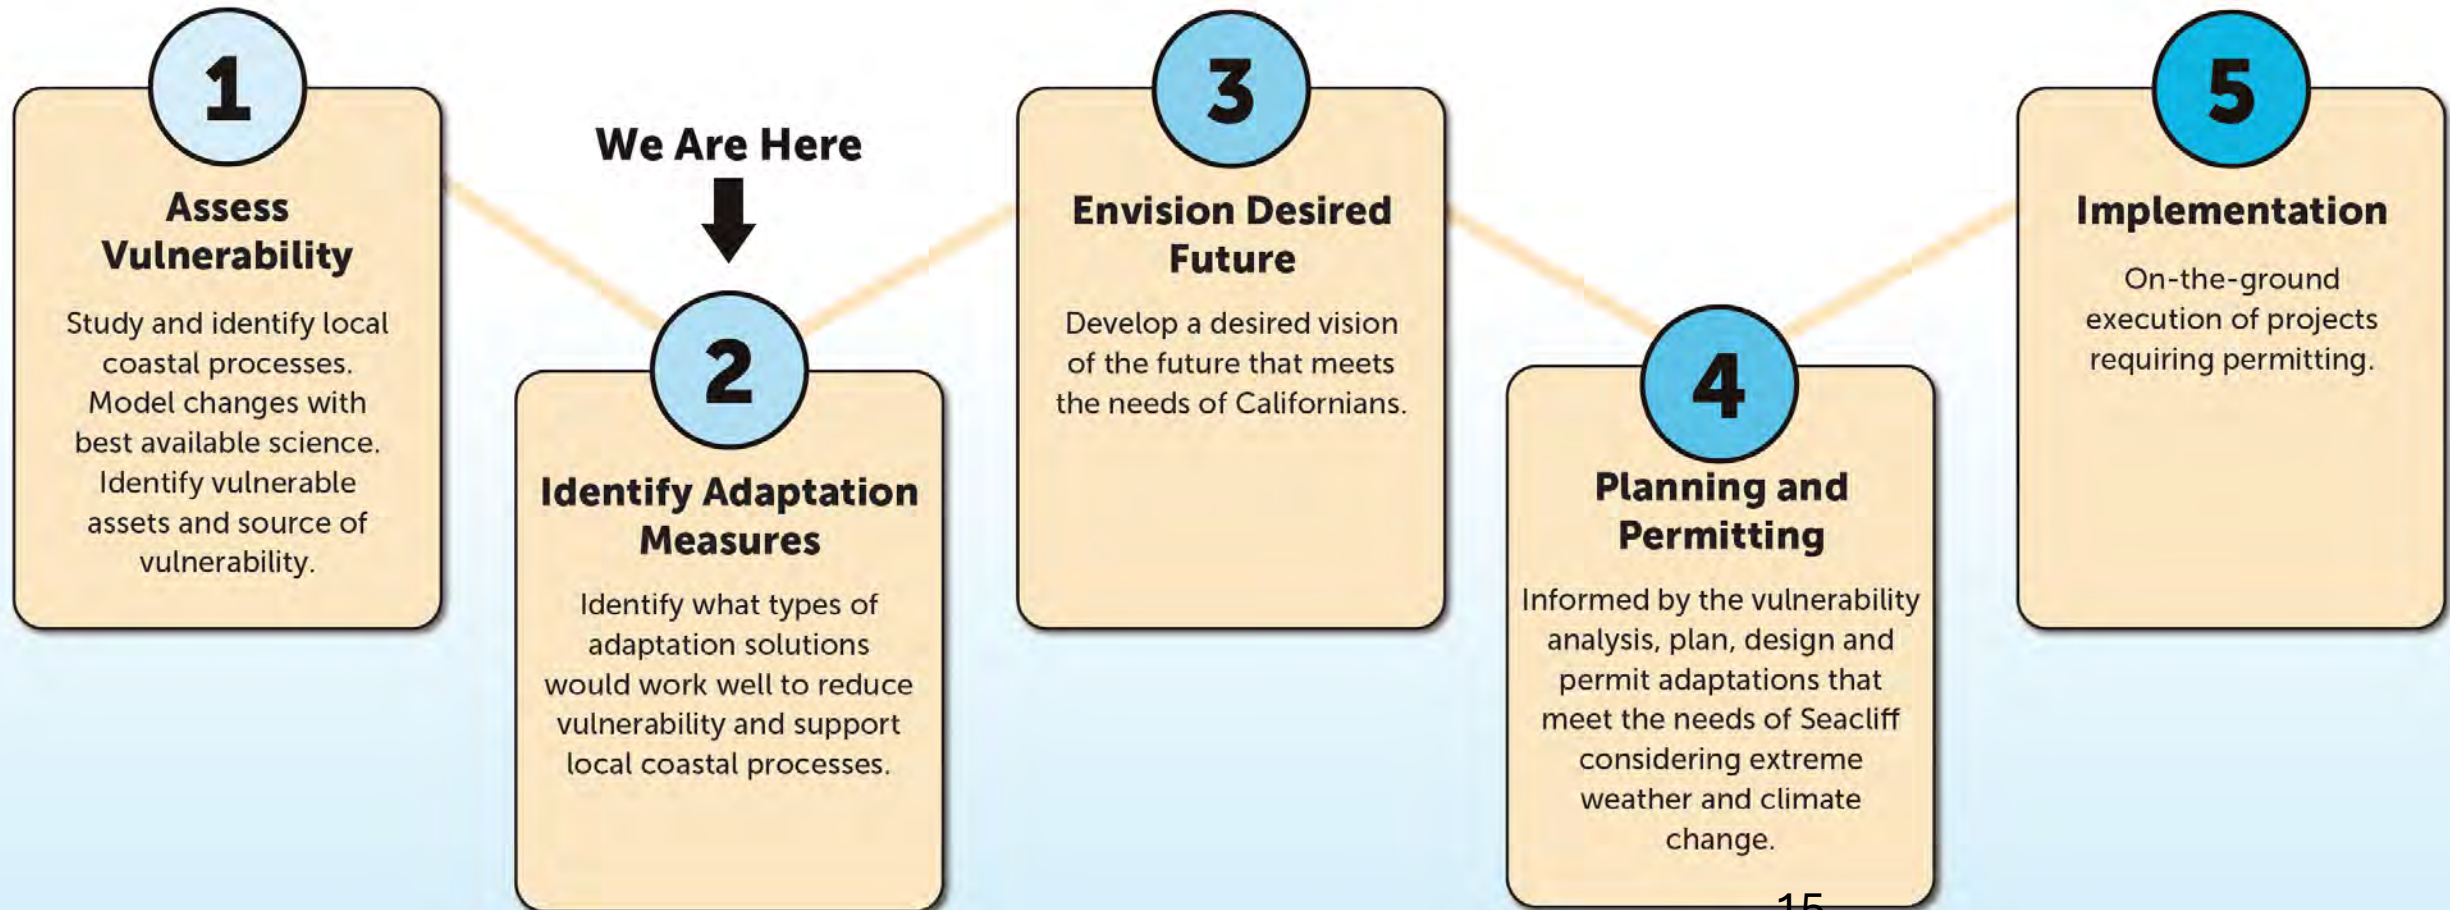 1
Assess
Vulnerability
Study and identify local
coastal processes.
Model changes with
best available science.
Identify vulnerable
assets and source of
vulnerability.
We Are Here
2
Identify Adaptation
Measures
Identify what types of
adaptation solutions
would work well to reduce
vulnerability and support
local coastal processes.
3
Envision Desired
Future
Develop a desired vision
of the future that meets
the needs of Californians.
4
Planning and
Permitting
Informed by the vulnerability
analysis, plan, design and
permit adaptations that
meet the needs of Seacliff
considering extreme
weather and climate
change.
5
Implementation
On-the-ground
execution of projects
requiring permitting.
15